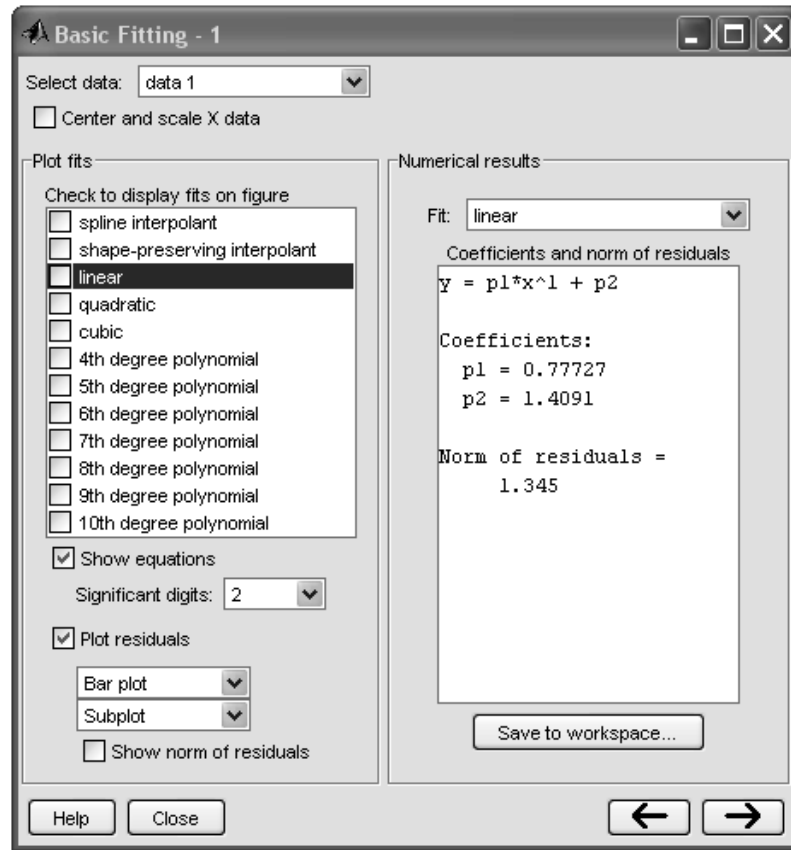 Basic Fitting - 1
Select data: data 1
Center and scale X data
Plot fits
Check to display fits on figure
spline interpolant
shape-preserving interpolant
linear
quadratic
cubic
4th degree polynomial
5th degree polynomial
6th degree polynomial
7th degree polynomial
8th degree polynomial
9th degree polynomial
10th degree polynomial
Show equations
Significant digits: 2
Plot residuals
Bar plot
Subplot
Show norm of residuals
Numerical results
Fit: linear
Coefficients and norm of residuals
y = p1*x^1 + p2
Coefficients:
p1 = 0.77727
p2 = 1.4091
Norm of residuals =
1.345
Save to workspace...
Help
Close